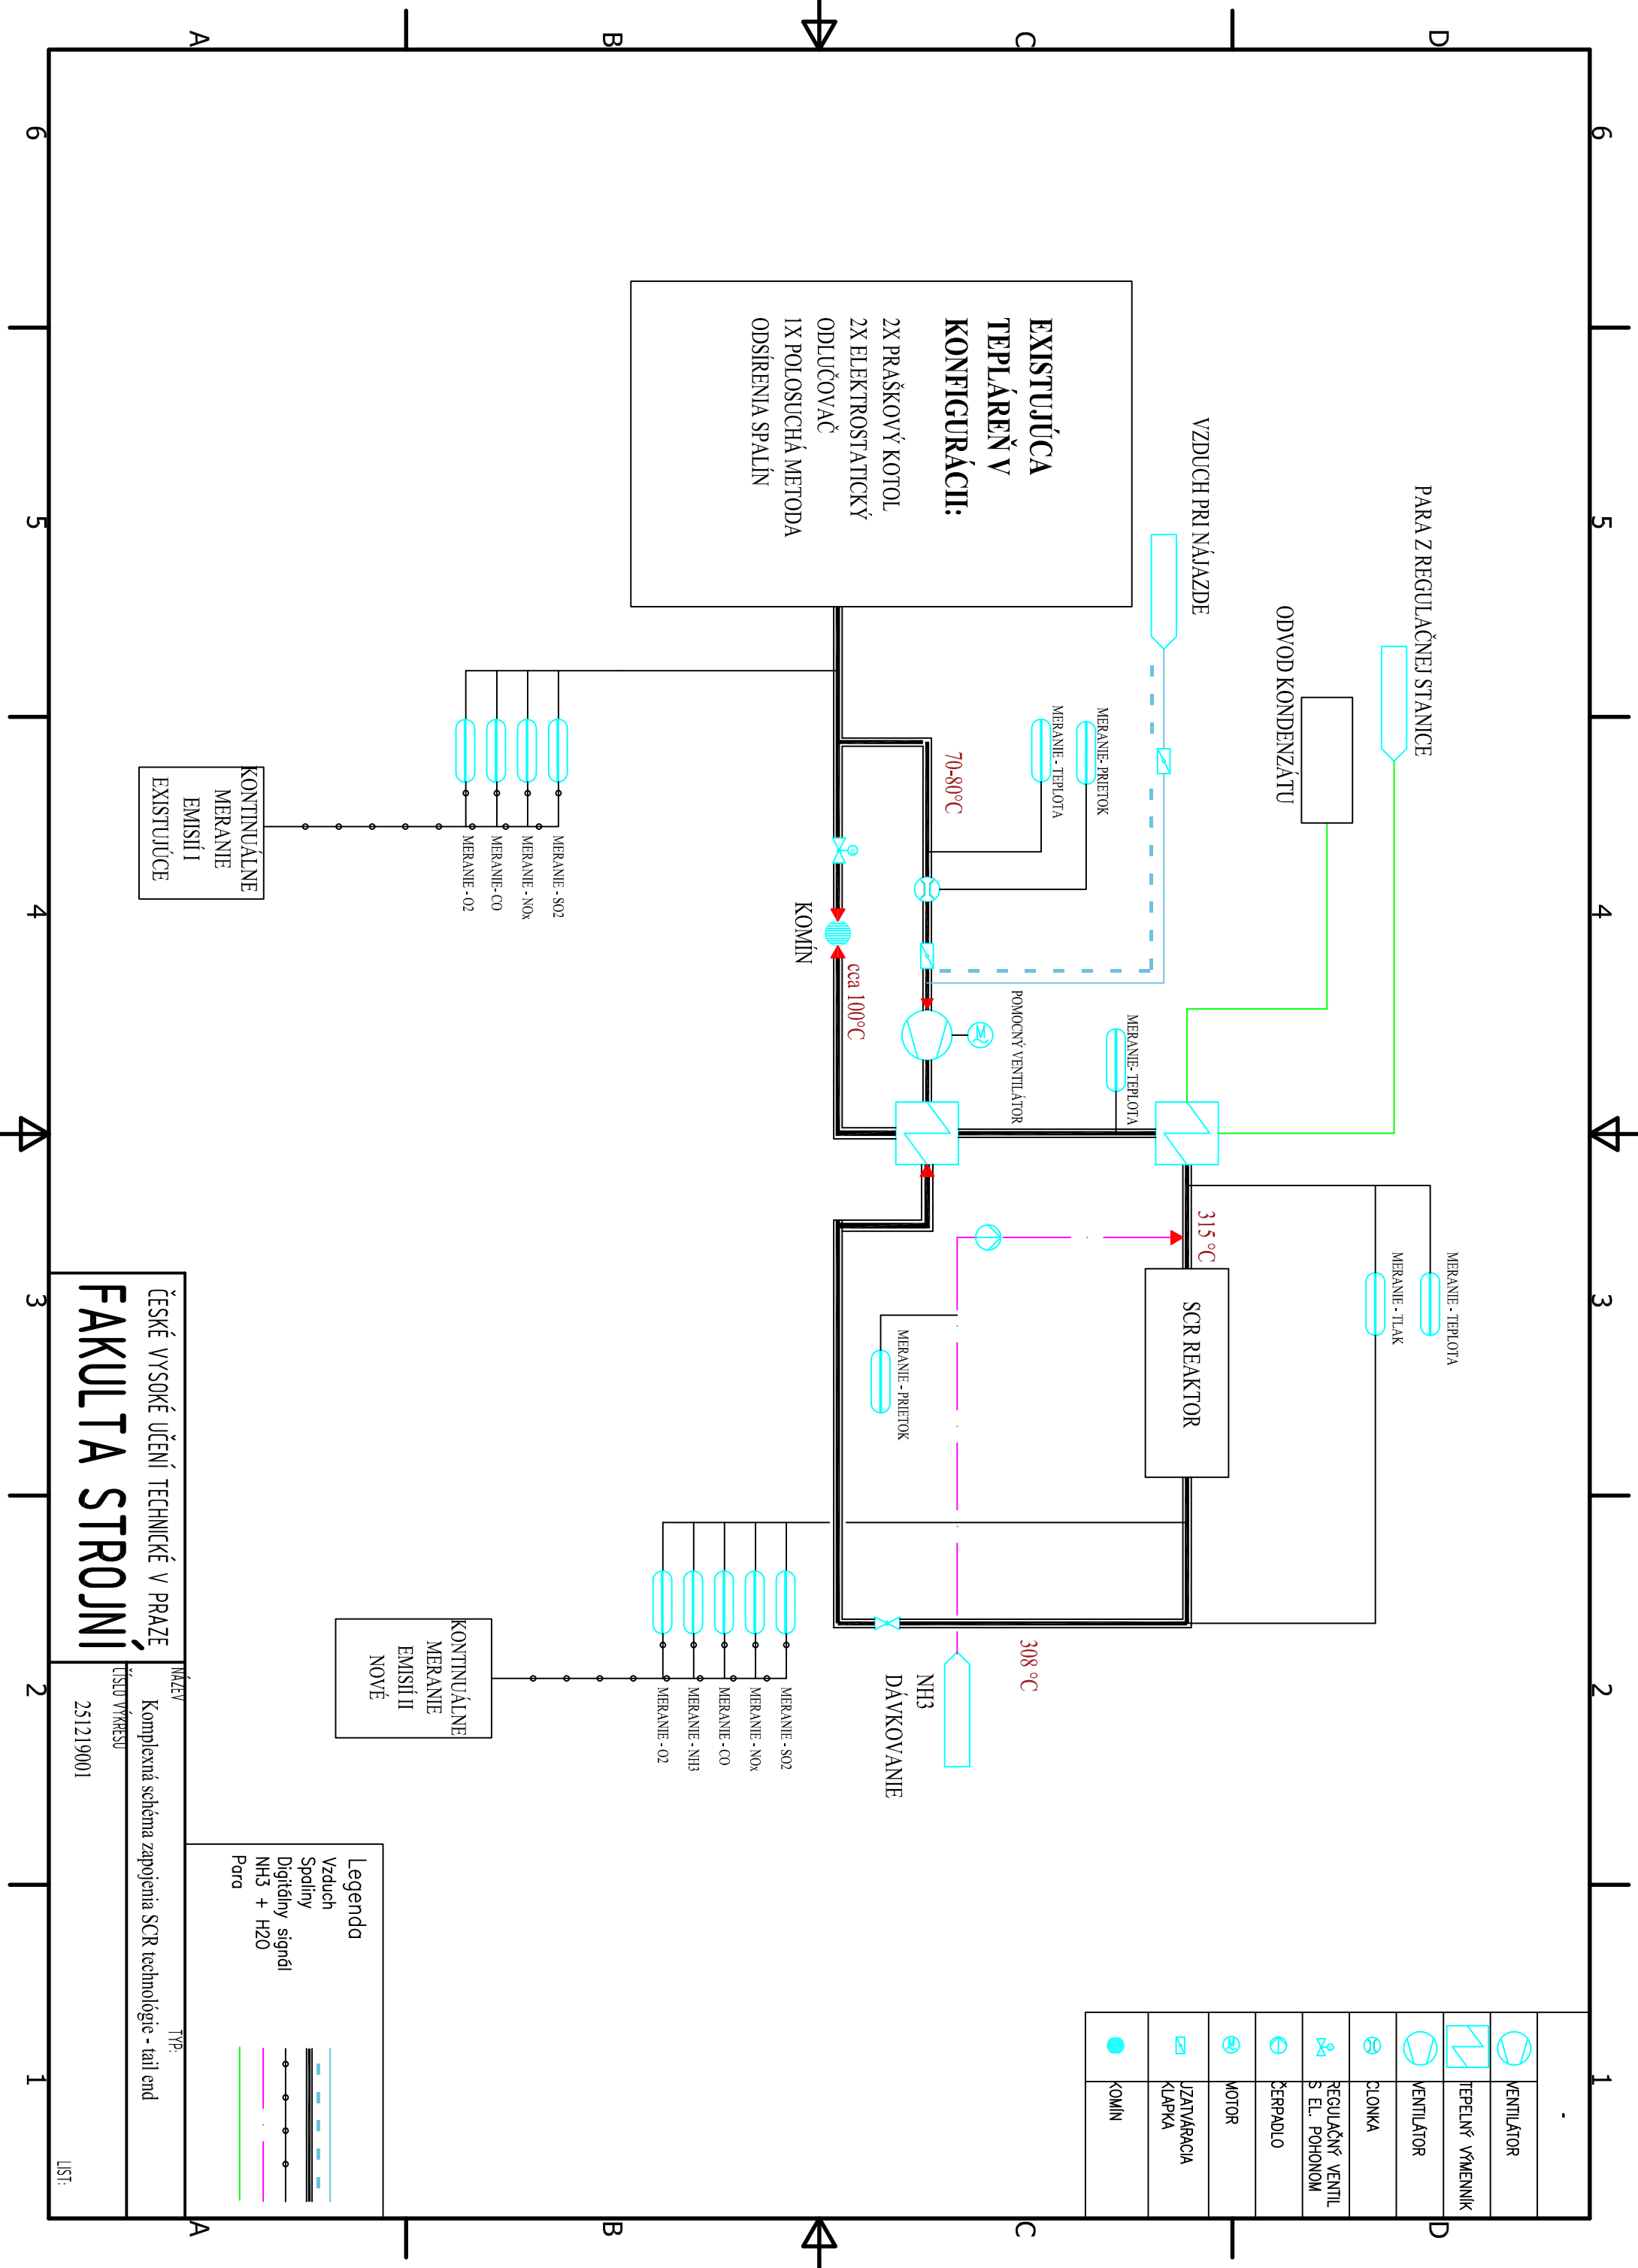 6
5
4
3
2
1
D
C
B
A
6
5
4
3
2
1
D
C
B
A
PARA Z REGULAČNEJ STANICE
ODVOD KONDENZÁTU
VZDUCH PRI NÁJAZDE
EXISTUJÚCA
TEPLÁREŇ V
KONFIGURÁCII:
2X PRAŠKOVÝ KOTOL
2X ELEKTROSTATICKÝ
ODLUČOVAČ
1X POLOSUCHÁ METODA
ODSÍRENIA SPALÍN
MERANIE- PRIETOK
MERANIE - TEPLOTA
70-80°C
POMOCNÝ VENTILÁTOR
M
MERANIE- TEPLOTA
KOMÍN
cca 100°C
MERANIE - SO2
MERANIE - NOx
MERANIE- CO
MERANIE - O2
KONTINUÁLNE
MERANIE
EMISIÍ I
EXISTUJÚCE
315 °C
SCR REAKTOR
MERANIE - TEPLOTA
MERANIE - TLAK
MERANIE - PRIETOK
308 °C
NH3
DÁVKOVANIE
MERANIE - SO2
MERANIE - NOx
MERANIE - CO
MERANIE - NH3
MERANIE - O2
KONTINUÁLNE
MERANIE
EMISIÍ II
NOVÉ
-
VENTILÁTOR
TEPELNÝ VÝMENNÍK
VENTILÁTOR
CLONKA
REGULAČNÝ VENTIL
S EL. POHONOM
ČERPADLO
MOTOR
UZATVÁRACIA
KLAPKA
KOMÍN
Legenda
Vzduch
Spaliny
Digitálny signál
NH3 + H2O
Para
ČESKÉ VYSOKÉ UČENÍ TECHNICKÉ V PRAZE
FAKULTA STROJNÍ
NÁZEV
TYP:
Komplexná schéma zapojenia SCR technológie - tail end
ČÍSLO VÝKRESU
251219001
LIST: